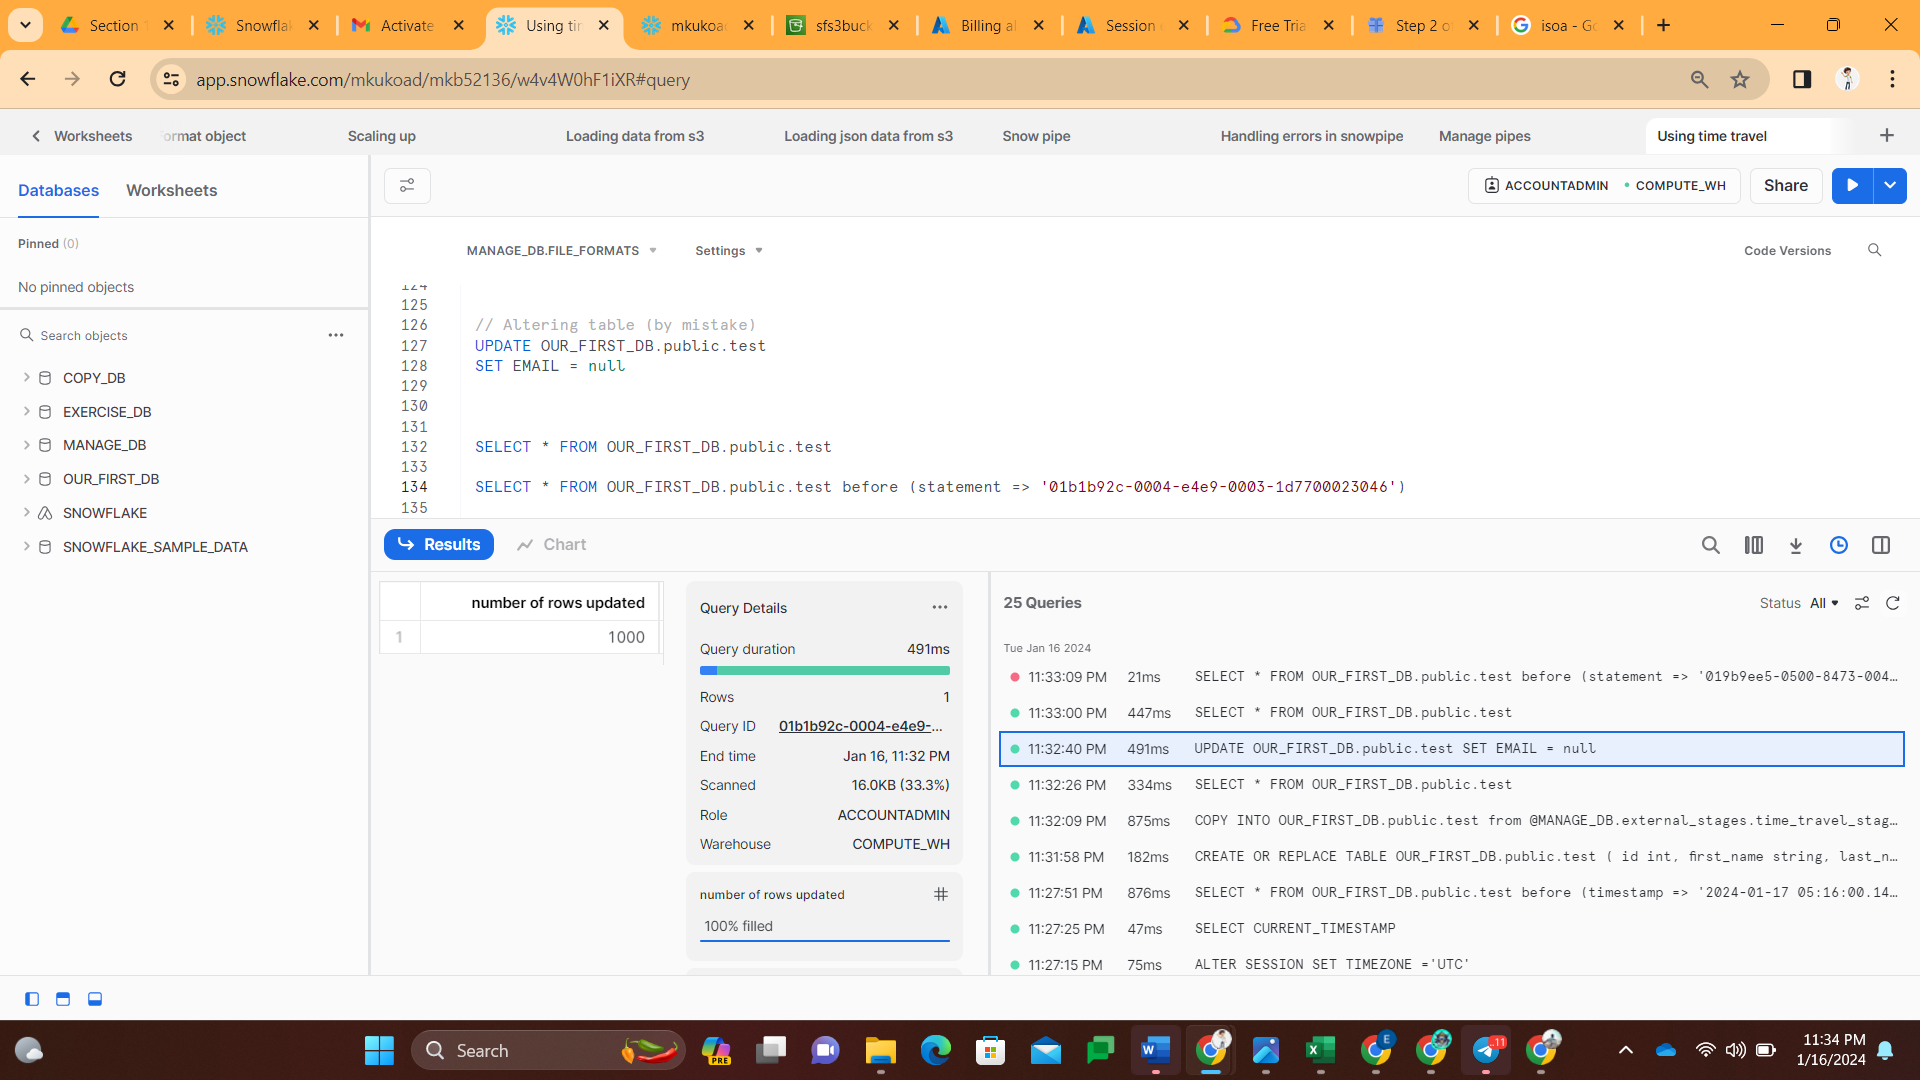 Section 1
Snowflak
Activate
Using tim
mkukoad
sfs3buck
Billing al
Session
Free Tria
Step 2 o
isoa - Go
app.snowflake.com/mkukoad/mkb52136/w4v4W0hF1iXR#query
Worksheets
ormat object
Scaling up
Loading data from s3
Loading json data from s3
Snow pipe
Handling errors in snowpipe
Manage pipes
Using time travel
Databases
Worksheets
ACCOUNTADMIN
COMPUTE_WH
Share
Pinned (0)
No pinned objects
Search objects
COPY_DB
EXERCISE_DB
MANAGE_DB
OUR_FIRST_DB
SNOWFLAKE
SNOWFLAKE_SAMPLE_DATA
MANAGE_DB.FILE_FORMATS
Settings
Code Versions
124
125
126 // Altering table (by mistake)
127 UPDATE OUR_FIRST_DB.public.test
128 SET EMAIL = null
129
130
131
132 SELECT * FROM OUR_FIRST_DB.public.test
133
134 SELECT * FROM OUR_FIRST_DB.public.test before (statement => '01b1b92c-0004-e4e9-0003-1d7700023046')
135
Results
Chart
number of rows updated
1 1000
Query Details
Query duration 491ms
Rows 1
Query ID 01b1b92c-0004-e4e9-...
End time Jan 16, 11:32 PM
Scanned 16.0KB (33.3%)
Role ACCOUNTADMIN
Warehouse COMPUTE_WH
number of rows updated
100% filled
25 Queries
Status All
Tue Jan 16 2024
11:33:09 PM 21ms SELECT * FROM OUR_FIRST_DB.public.test before (statement => '019b9ee5-0500-8473-004...
11:33:00 PM 447ms SELECT * FROM OUR_FIRST_DB.public.test
11:32:40 PM 491ms UPDATE OUR_FIRST_DB.public.test SET EMAIL = null
11:32:26 PM 334ms SELECT * FROM OUR_FIRST_DB.public.test
11:32:09 PM 875ms COPY INTO OUR_FIRST_DB.public.test from @MANAGE_DB.external_stages.time_travel_stag...
11:31:58 PM 182ms CREATE OR REPLACE TABLE OUR_FIRST_DB.public.test ( id int, first_name string, last_n...
11:27:51 PM 876ms SELECT * FROM OUR_FIRST_DB.public.test before (timestamp => '2024-01-17 05:16:00.14...
11:27:25 PM 47ms SELECT CURRENT_TIMESTAMP
11:27:15 PM 75ms ALTER SESSION SET TIMEZONE ='UTC'
Search
PRE
11
11:34 PM
1/16/2024